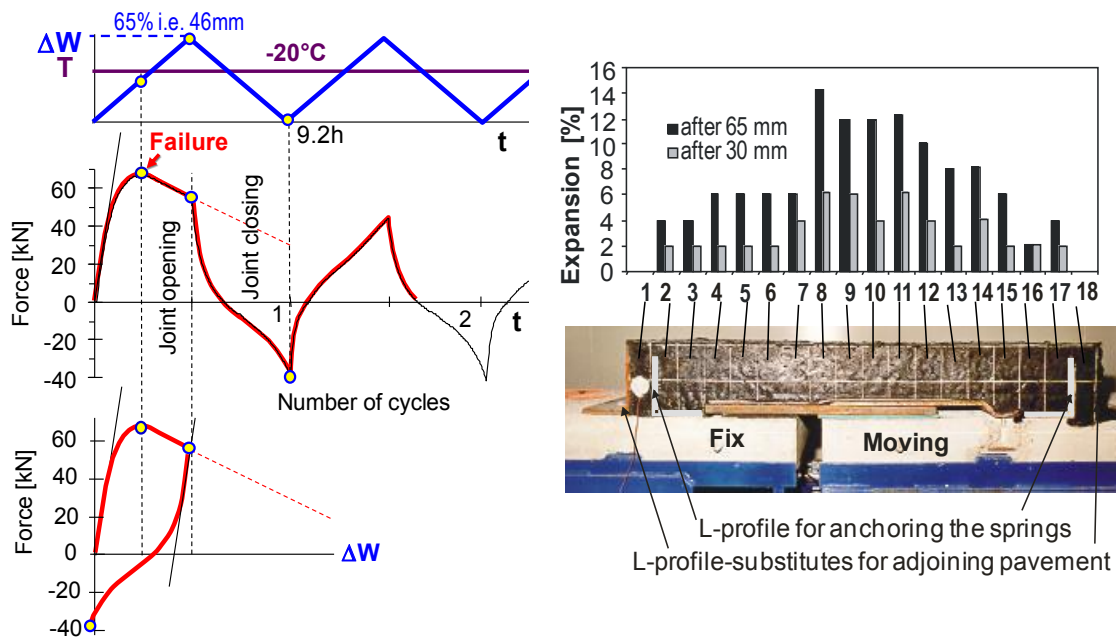 65% i.e. 46mm
ΔW
T
-20°C
9.2h
t
Failure
Force [kN]
60
40
20
0
-20
-40
Joint opening
Joint closing
1
2
t
Number of cycles
Force [kN]
60
40
20
0
-20
-40
ΔW
Expansion [%]
16
14
12
10
8
6
4
2
0
after 65 mm
after 30 mm
1 2 3 4 5 6 7 8 9 10 11 12 13 14 15 16 17 18
Fix
Moving
L-profile for anchoring the springs
L-profile-substitutes for adjoining pavement